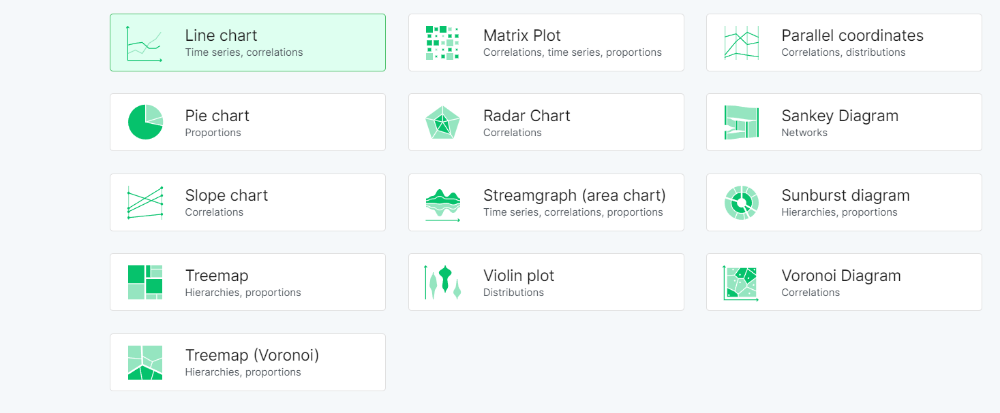 Line chart
Time series, correlations
Matrix Plot
Correlations, time series, proportions
Parallel coordinates
Correlations, distributions
Pie chart
Proportions
Radar Chart
Correlations
Sankey Diagram
Networks
Slope chart
Correlations
Streamgraph (area chart)
Time series, correlations, proportions
Sunburst diagram
Hierarchies, proportions
Treemap
Hierarchies, proportions
Violin plot
Distributions
Voronoi Diagram
Correlations
Treemap (Voronoi)
Hierarchies, proportions